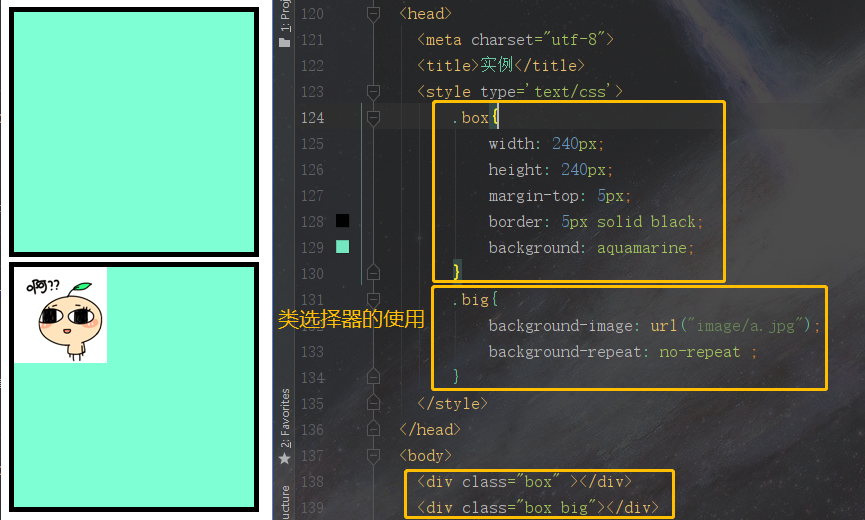 啊??
1: Proj
120 <head>
121 <meta charset="utf-8">
122 <title>实例</title>
123 <style type='text/css'>
124 .box{
125 width: 240px;
126 height: 240px;
127 margin-top: 5px;
128 border: 5px solid black;
129 background: aquamarine;
130 }
131 .big{
类选择器的使用
background-image: url("image/a.jpg");
133 background-repeat: no-repeat ;
134 }
135 </style>
136 </head>
137 <body>
138 <div class="box" ></div>
139 <div class="box big"></div>
2: Favorites
ucture